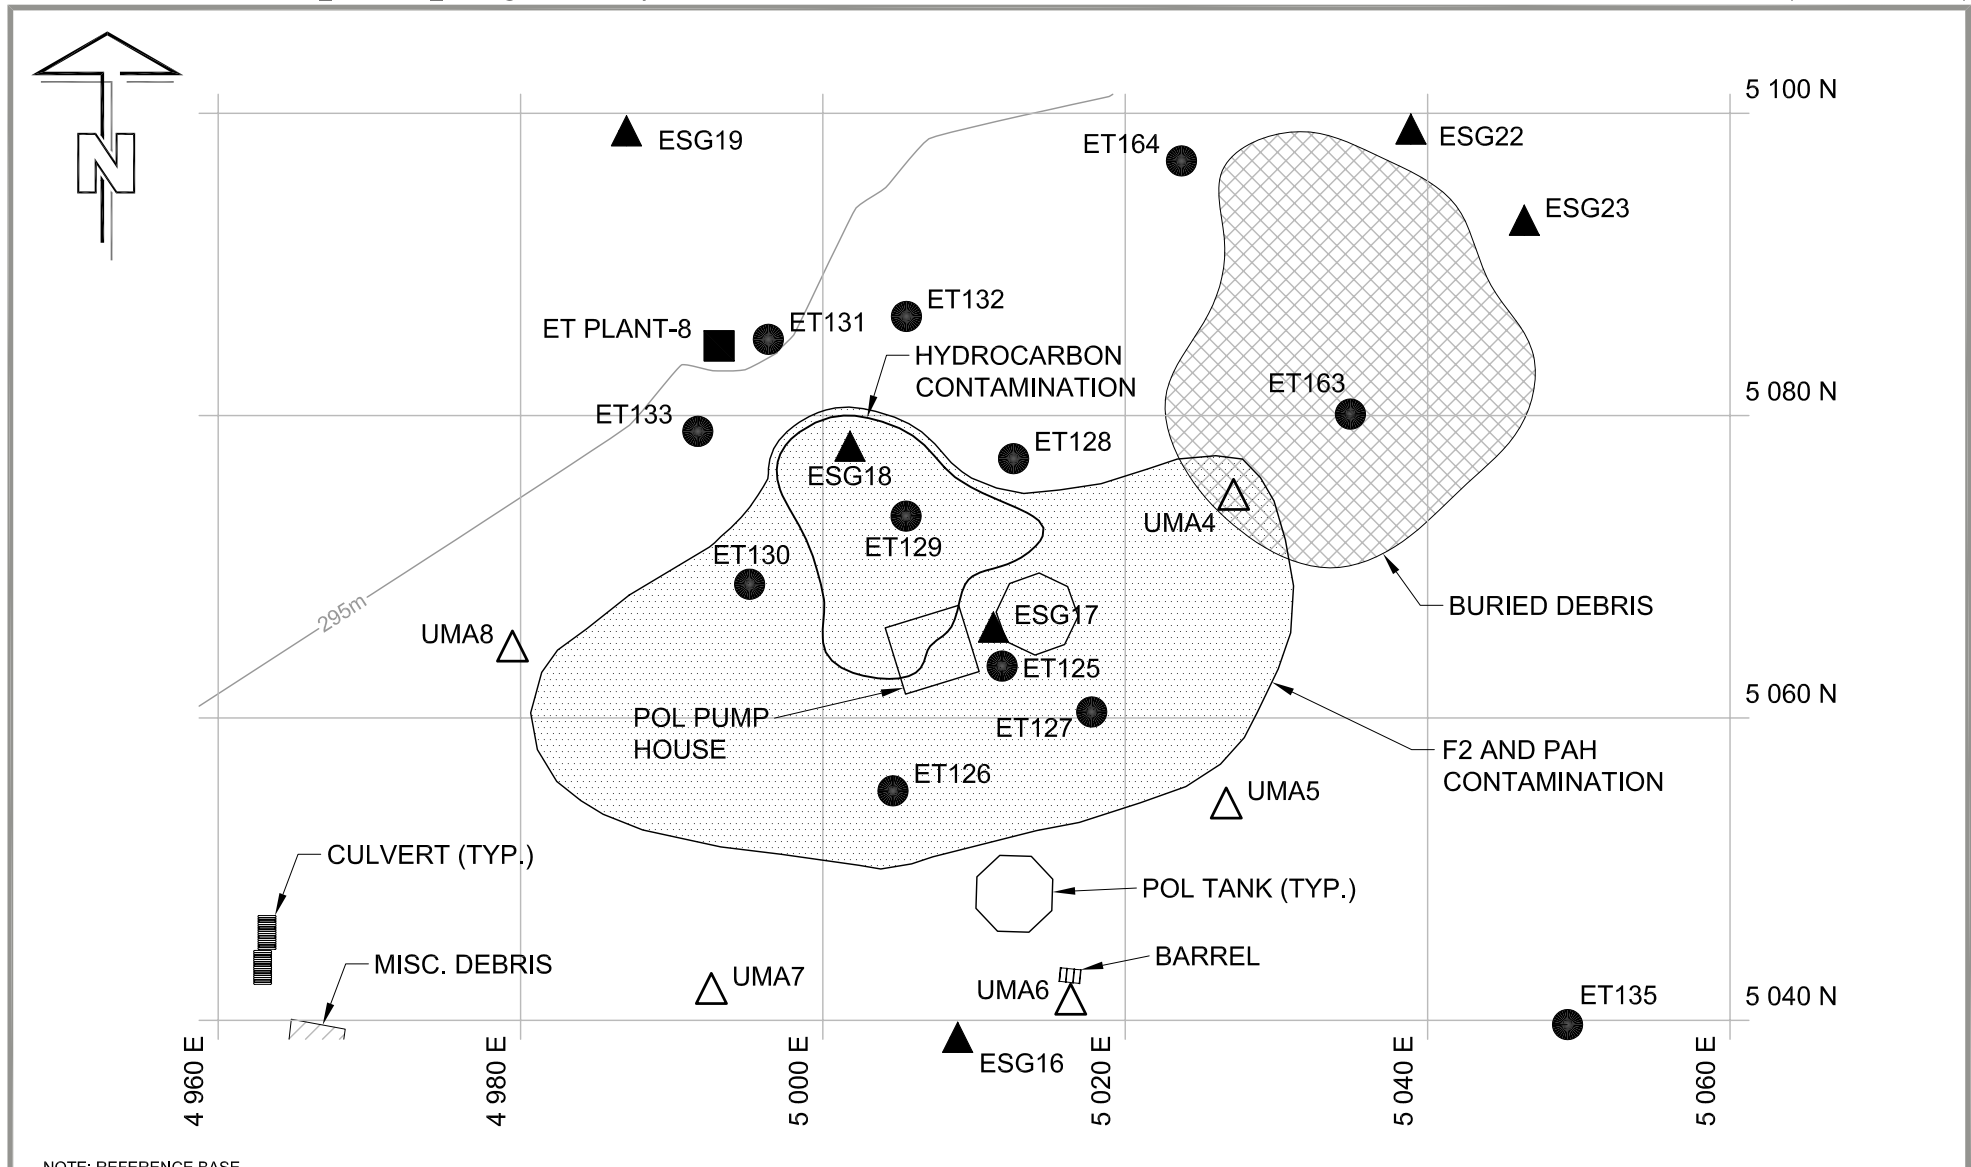 N
5 100 N
ESG19
ET164
ESG22
ESG23
ET132
ET PLANT-8
ET131
HYDROCARBON
CONTAMINATION
ET163
5 080 N
ET133
ET128
ESG18
UMA4
ET129
ET130
295m
BURIED DEBRIS
ESG17
UMA8
ET125
5 060 N
POL PUMP
HOUSE
ET127
F2 AND PAH
CONTAMINATION
ET126
UMA5
CULVERT (TYP.)
POL TANK (TYP.)
BARREL
MISC. DEBRIS
UMA7
UMA6
ET135
5 040 N
ESG16
4 960 E
4 980 E
5 000 E
5 020 E
5 040 E
5 060 E
NOTE: REFERENCE BASE